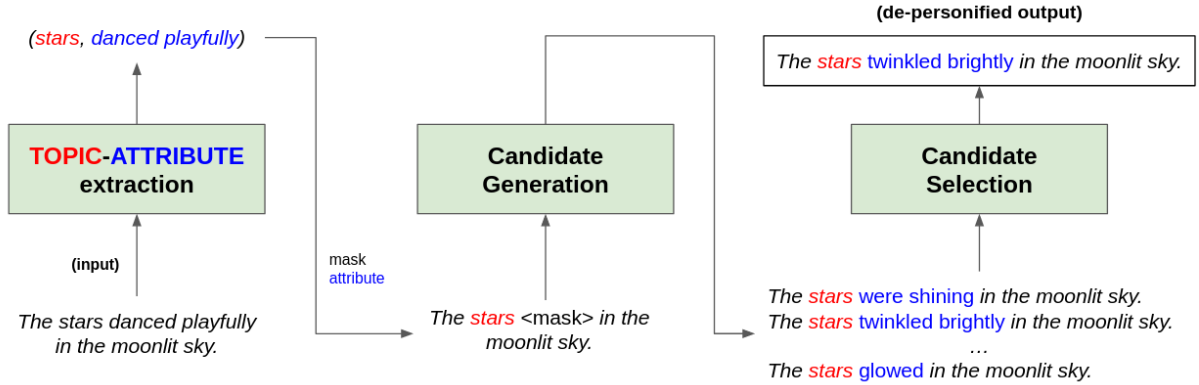 (stars, danced playfully)
TOPIC-ATTRIBUTE
extraction
(input)
The stars danced playfully
in the moonlit sky.
mask
attribute
Candidate
Generation
The stars <mask> in the
moonlit sky.
(de-personified output)
The stars twinkled brightly in the moonlit sky.
Candidate
Selection
The stars were shining in the moonlit sky.
The stars twinkled brightly in the moonlit sky.
...
The stars glowed in the moonlit sky.